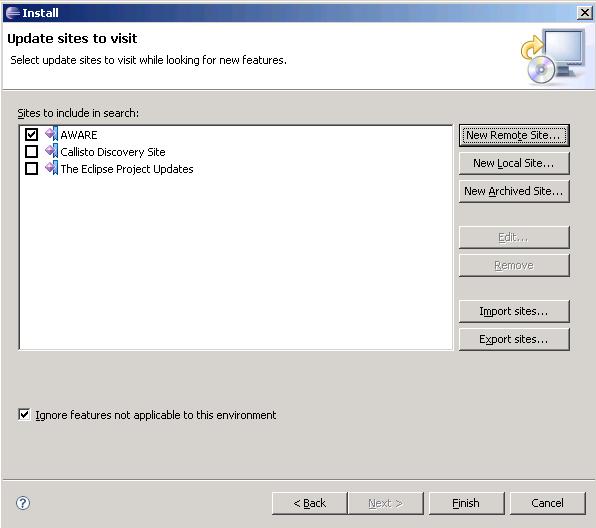 Install
Update sites to visit
Select update sites to visit while looking for new features.
Sites to include in search:
AWARE
Callisto Discovery Site
The Eclipse Project Updates
New Remote Site...
New Local Site...
New Archived Site...
Edit...
Remove
Import sites...
Export sites...
Ignore features not applicable to this environment
?
< Back
Next >
Finish
Cancel